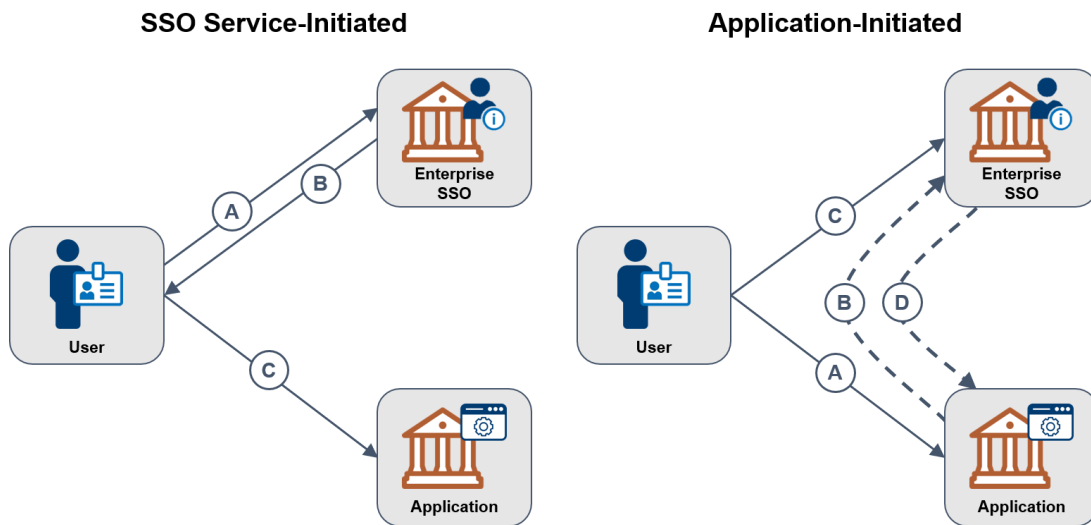 SSO Service-Initiated
Enterprise
SSO
A
B
User
C
Application
Application-Initiated
Enterprise
SSO
C
User
B
D
A
Application